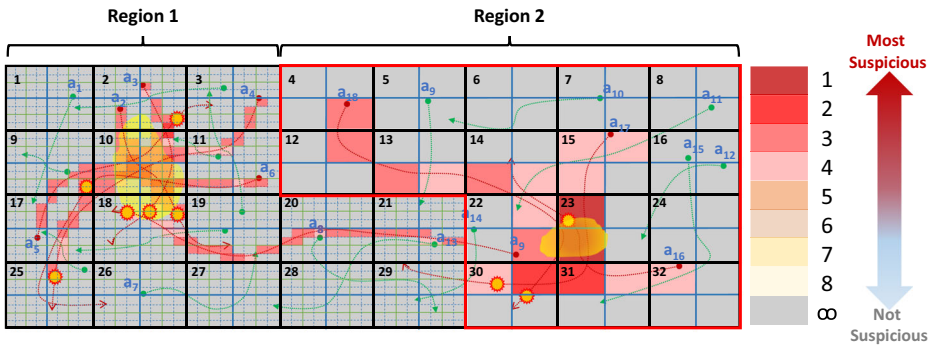 Region 1 Region 2
Most
Suspicious
1 2 3 4 5 6 7 8
a1 a3 a2 a4 a18 a9 a10 a11
9 10 11 12 13 14 15 16
a6 a17 a15 a12
17 18 19 20 21 22 23 24
a5 a8 a13 a14 a9 a16
25 26 27 28 29 30 31 32
a7
1
2
3
4
5
6
7
8
∞
Not
Suspicious